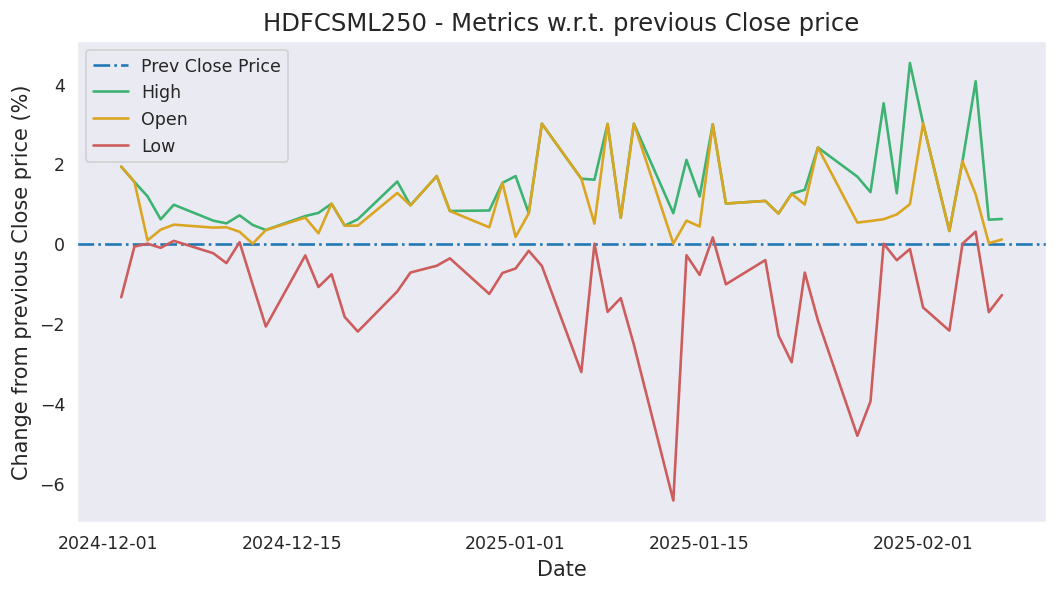 HDFCSML250 - Metrics w.r.t. previous Close price
Prev Close Price
High
Open
Low
Change from previous Close price (%)
4
2
0
−2
−4
−6
2024-12-01
2024-12-15
2025-01-01
2025-01-15
2025-02-01
Date